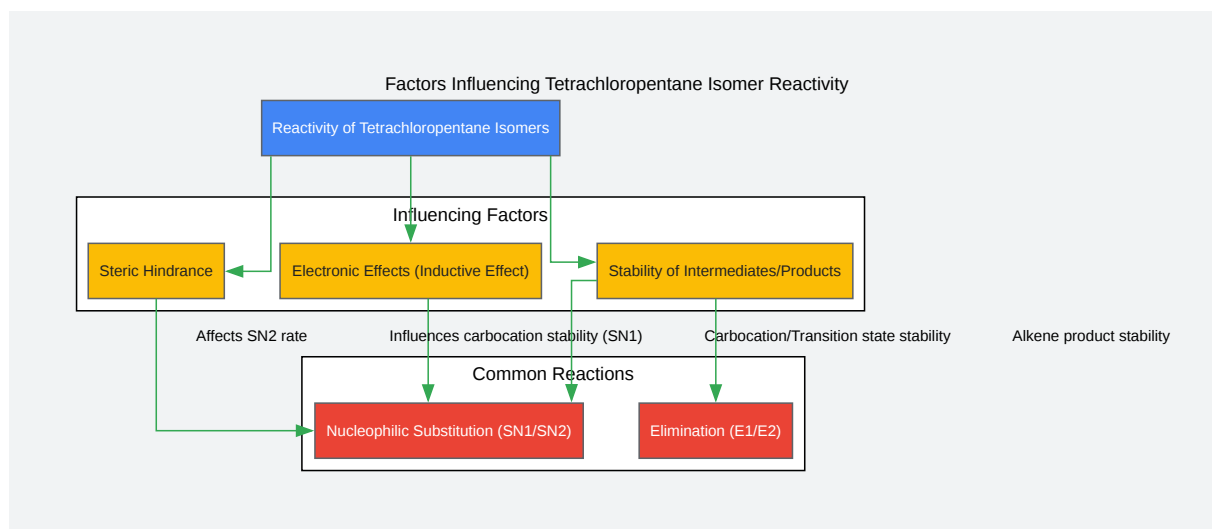 Factors Influencing Tetrachloropentane Isomer Reactivity
Reactivity of Tetrachloropentane Isomers
Influencing Factors
Steric Hindrance
Electronic Effects (Inductive Effect)
Stability of Intermediates/Products
Affects SN2 rate
Influences carbocation stability (SN1)
Carbocation/Transition state stability
Alkene product stability
Common Reactions
Nucleophilic Substitution (SN1/SN2)
Elimination (E1/E2)